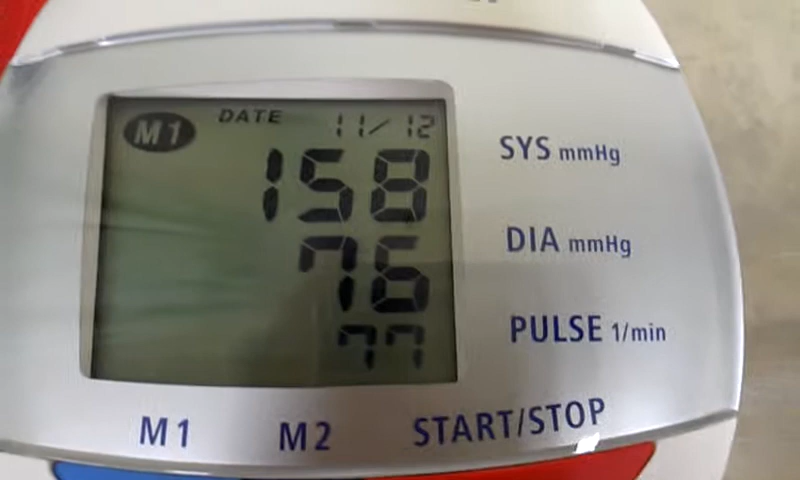 M1 DATE 11/12
158 SYS mmHg
76 DIA mmHg
77 PULSE 1/min
M1 M2 START/STOP